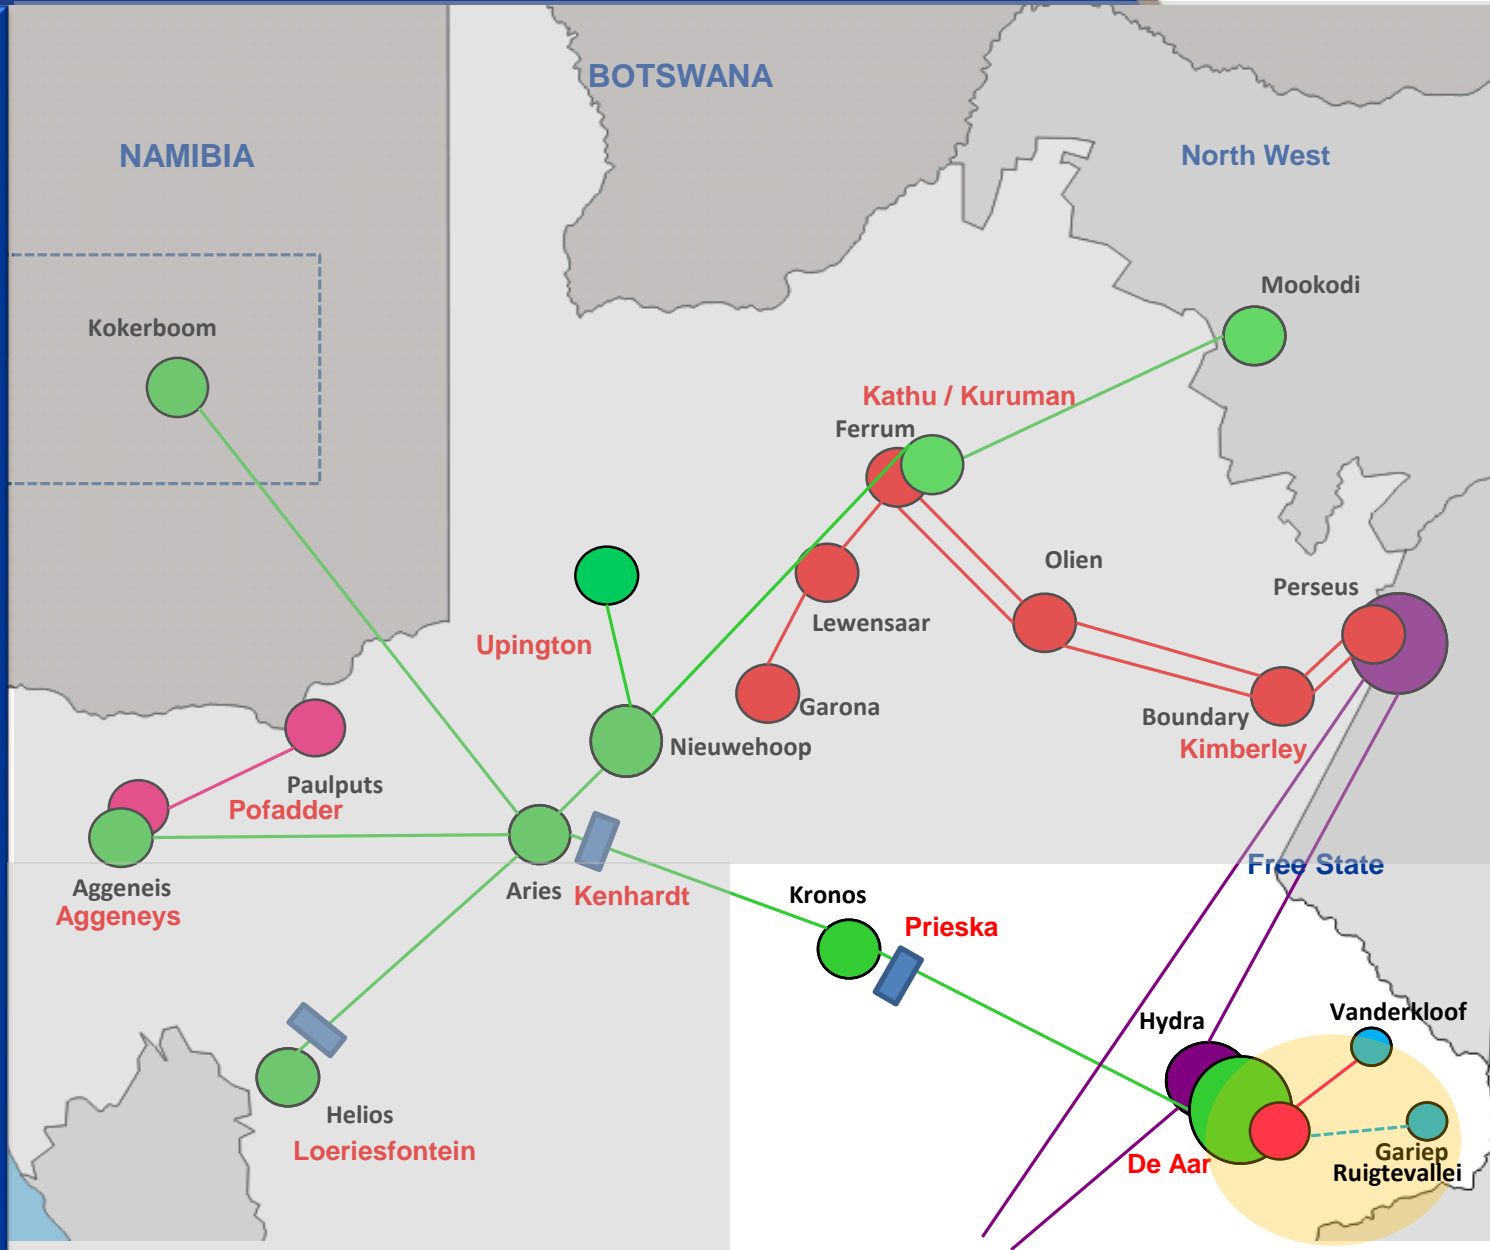 BOTSWANA
NAMIBIA
North West
Mookodi
Kokerboom
Kathu / Kuruman
Ferrum
Olien
Perseus
Lewensaar
Upington
Garona
Boundary
Nieuwehoop
Kimberley
Paulputs
Pofadder
Free State
Aggeneis
Aries
Kenhardt
Kronos
Aggeneys
Prieska
Vanderkloof
Hydra
Helios
Loeriesfontein
De Aar
Gariep
Ruigtevallei